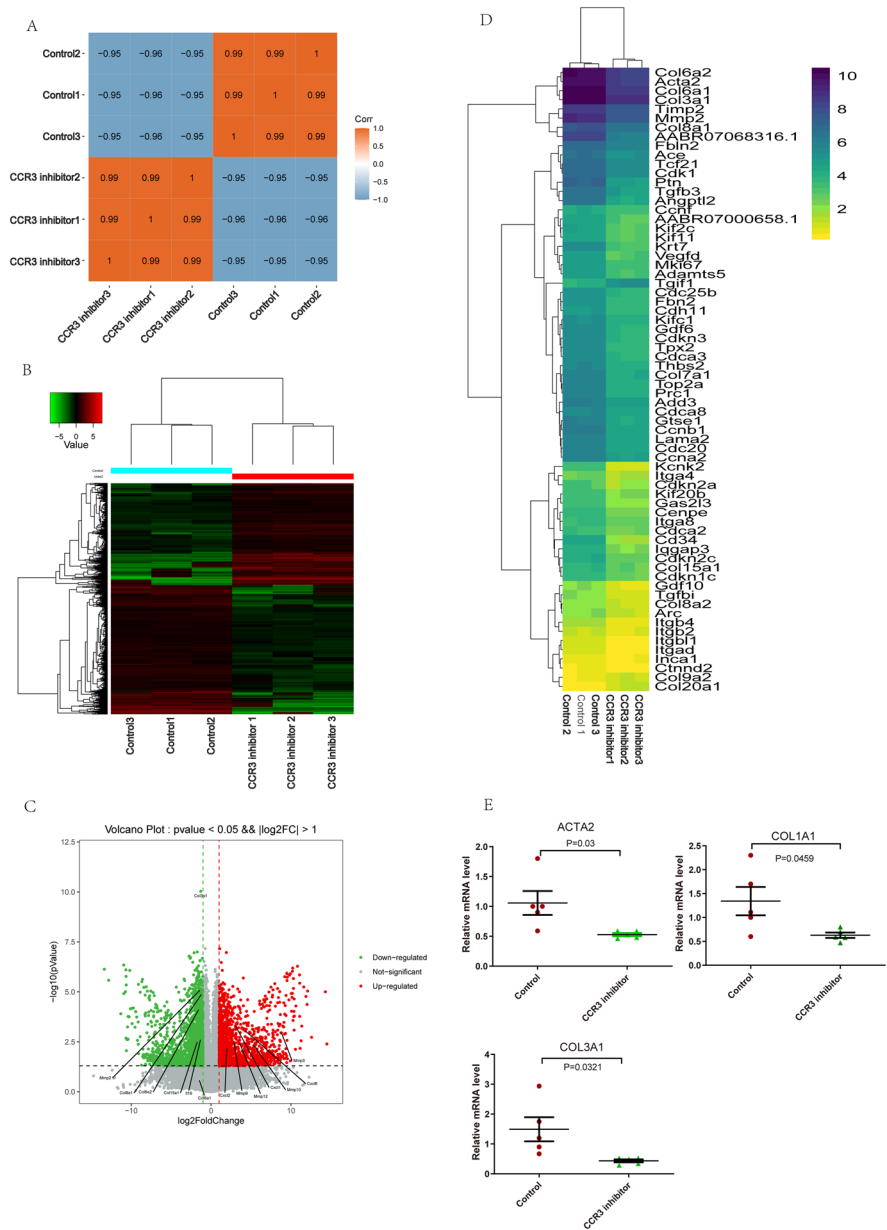 A
Control2
Control1
Control3
CCR3 inhibitor2
CCR3 inhibitor1
CCR3 inhibitor3
−0.95 −0.96 −0.95 0.99 0.99 1
−0.95 −0.96 −0.95 0.99 1 0.99
−0.95 −0.96 −0.95 1 0.99 0.99
0.99 0.99 1 −0.95 −0.95 −0.95
0.99 1 0.99 −0.96 −0.96 −0.96
1 0.99 0.99 −0.95 −0.95 −0.95
CCR3 inhibitor3
CCR3 inhibitor1
CCR3 inhibitor2
Control3
Control1
Control2
Corr
1.0
0.5
0.0
−0.5
−1.0
B
−5 0 5
Value
Control
Control3
Control1
Control2
CCR3 inhibitor 1
CCR3 inhibitor 2
CCR3 inhibitor 3
C
Volcano Plot : pvalue < 0.05 && |log2FC| > 1
−log10(pValue)
12.5
10.0
7.5
5.0
2.5
0.0
−10 0 10
log2FoldChange
Down−regulated
Not−significant
Up−regulated
Mmp2
Col8a1
Col8a2
Col15a1
Il16
Cxcl2
Mmp9
Mmp12
Cxcl1
Mmp10
Mmp3
D
Col6a2
Acta2
Col6a1
Col3a1
Timp2
Mmp2
Col8a1
AABR07068316.1
Fbln2
Ace
Tcf21
Cdk1
Ptn
Tgfb3
Angptl2
Ccnf
AABR07000658.1
Kif2c
Kif11
Krt7
Vegfd
Mki67
Adamts5
Tgif1
Cdc25b
Fbn2
Cdh11
Kifc1
Gdf6
Cdkn3
Tpx2
Cdca3
Thbs2
Col7a1
Top2a
Prc1
Add3
Cdca8
Gtse1
Ccnb1
Lama2
Cdc20
Ccna2
Kcnk2
Itga4
Cdkn2a
Kif20b
Gas2l3
Cenpe
Itga8
Cdca2
Cd34
Iqgap3
Cdkn2c
Col15a1
Cdkn1c
Gdf10
Tgfbi
Col8a2
Arc
Itgb4
Itgb2
Itgbl1
Itgad
Inca1
Ctnnd2
Col9a2
Col20a1
Control 2
Control 1
Control 3
CCR3 inhibitor1
CCR3 inhibitor2
CCR3 inhibitor3
10
8
6
4
2
E
ACTA2
P=0.03
Relative mRNA level
2.0
1.5
1.0
0.5
0.0
Control
CCR3 inhibitor
COL1A1
P=0.0459
Relative mRNA level
2.5
2.0
1.5
1.0
0.5
0.0
Control
CCR3 inhibitor
COL3A1
P=0.0321
Relative mRNA level
4
3
2
1
0
Control
CCR3 inhibitor